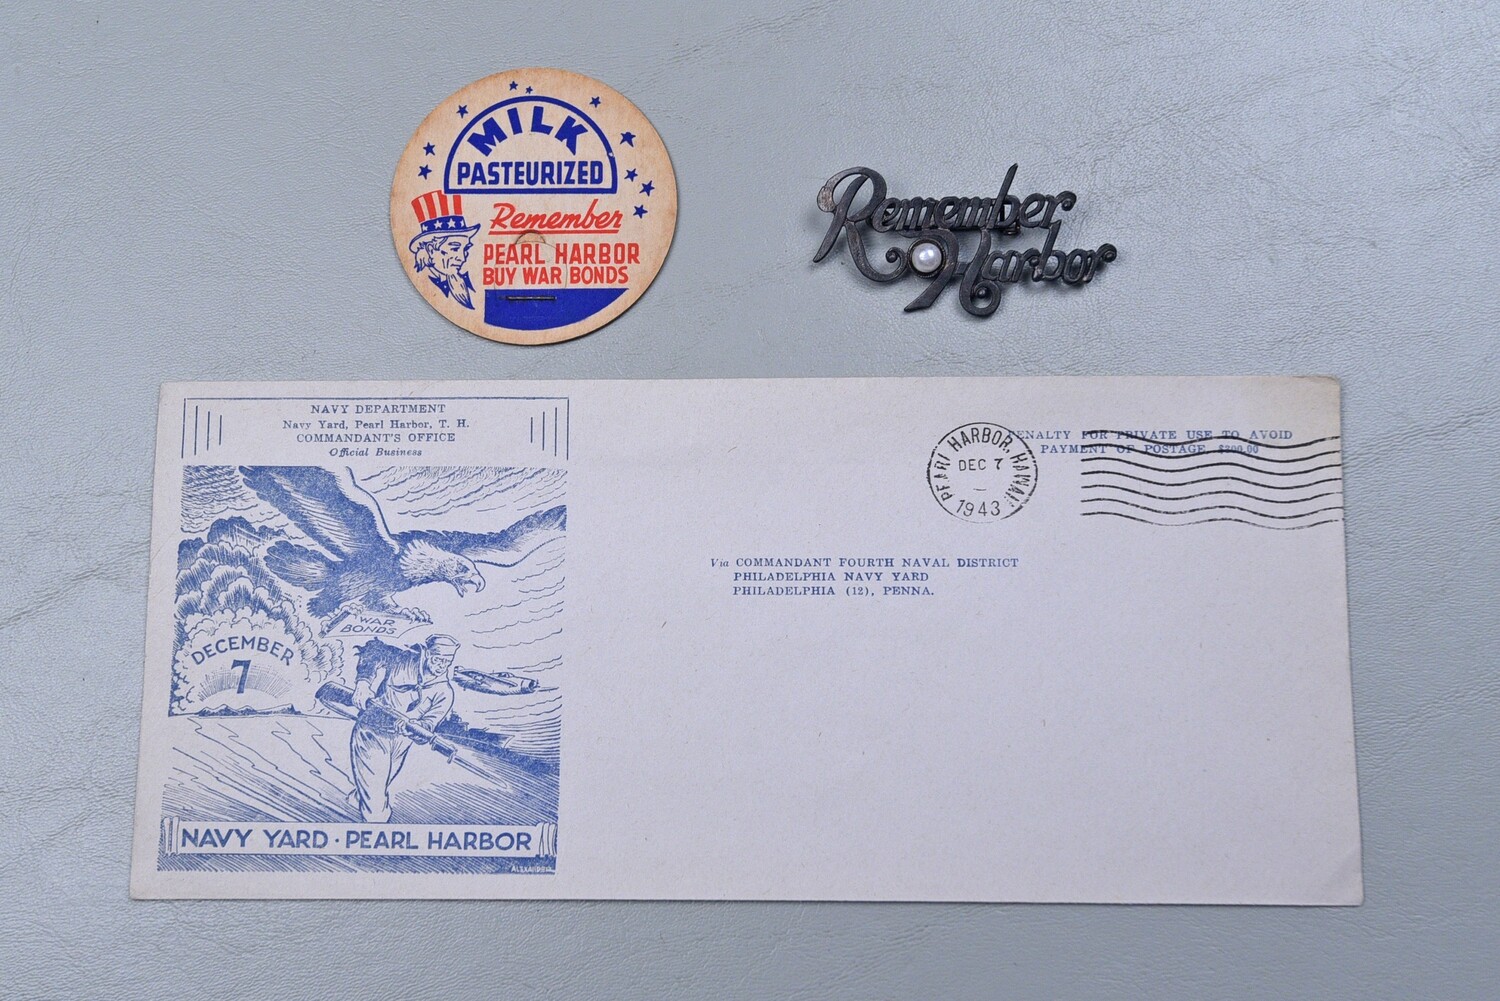 MILK
PASTEURIZED
Remember
PEARL HARBOR
BUY WAR BONDS
Remember
Harbor
NAVY DEPARTMENT
Navy Yard, Pearl Harbor, T. H.
COMMANDANT'S OFFICE
Official Business
PEARL HARBOR, HAWAII
DEC 7
1943
PENALTY FOR PRIVATE USE TO AVOID
PAYMENT OF POSTAGE, $300.00
Via COMMANDANT FOURTH NAVAL DISTRICT
PHILADELPHIA NAVY YARD
PHILADELPHIA (12), PENNA.
WAR
BONDS
DECEMBER
7
NAVY YARD · PEARL HARBOR